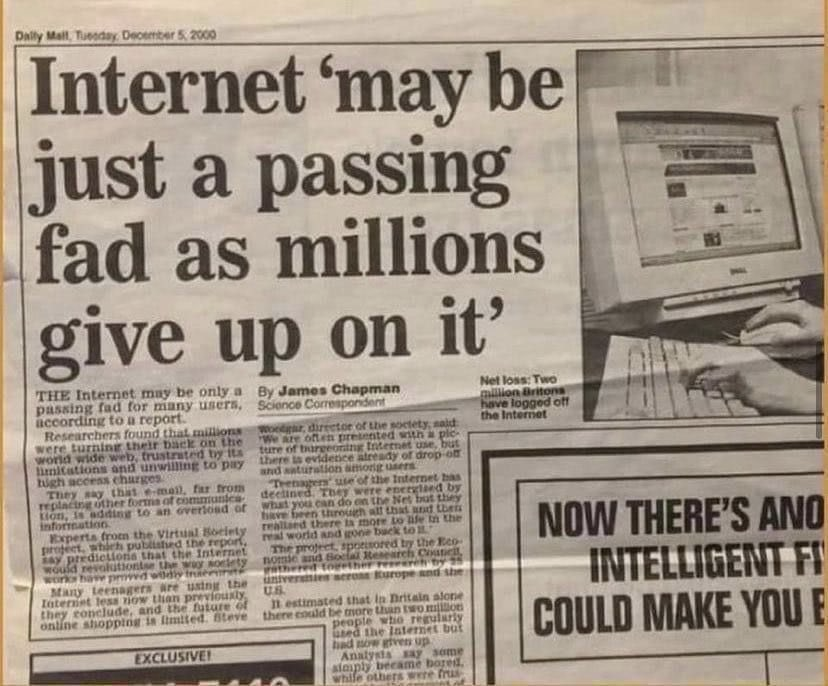 Daily Mail, Tuesday, December 5, 2000
Internet ‘may be
just a passing
fad as millions
give up on it’
THE Internet may be only a
passing fad for many users,
according to a report.
Researchers found that millions
were turning their back on the
world wide web, frustrated by its
limitations and unwilling to pay
high access charges.
They say that e-mail, far from
replacing other forms of communica-
tion, is adding to an overload of
information.
Experts from the Virtual Society
project, which published the report,
say predictions that the Internet
would revolutionise the way society
works have proved wildly inaccurate.
Many teenagers are using the
Internet less now than previously,
they conclude, and the future of
online shopping is limited. Steve
By James Chapman
Science Correspondent
Woolgar, director of the society, said:
‘We are often presented with a pic-
ture of burgeoning Internet use, but
there is evidence already of drop-off
and saturation among users.
‘Teenagers’ use of the Internet has
declined. They were energised by
what you can do on the Net but they
have been through all that and then
realised there is more to life in the
real world and gone back to it.’
The project, sponsored by the Eco-
nomic and Social Research Council,
gathered together research by 25
universities across Europe and the
U.S.
It estimated that in Britain alone
there could be more than two million
people who regularly
used the Internet but
had now given up.
Analysts say some
simply became bored,
while others were frus-
Net loss: Two
million Britons
have logged off
the Internet
DELL
NOW THERE’S ANO
INTELLIGENT FI
COULD MAKE YOU
EXCLUSIVE!